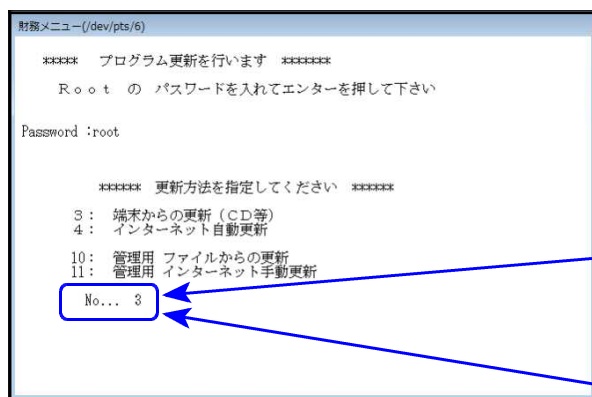 財務メニュー(/dev/pts/6)
***** プログラム更新を行います *******
Ｒｏｏｔ の パスワードを入れてエンターを押して下さい
Password :root
****** 更新方法を指定してください ******
３： 端末からの更新（ＣＤ等）
４： インターネット自動更新
10： 管理用 ファイルからの更新
11： 管理用 インターネット手動更新
No... 3